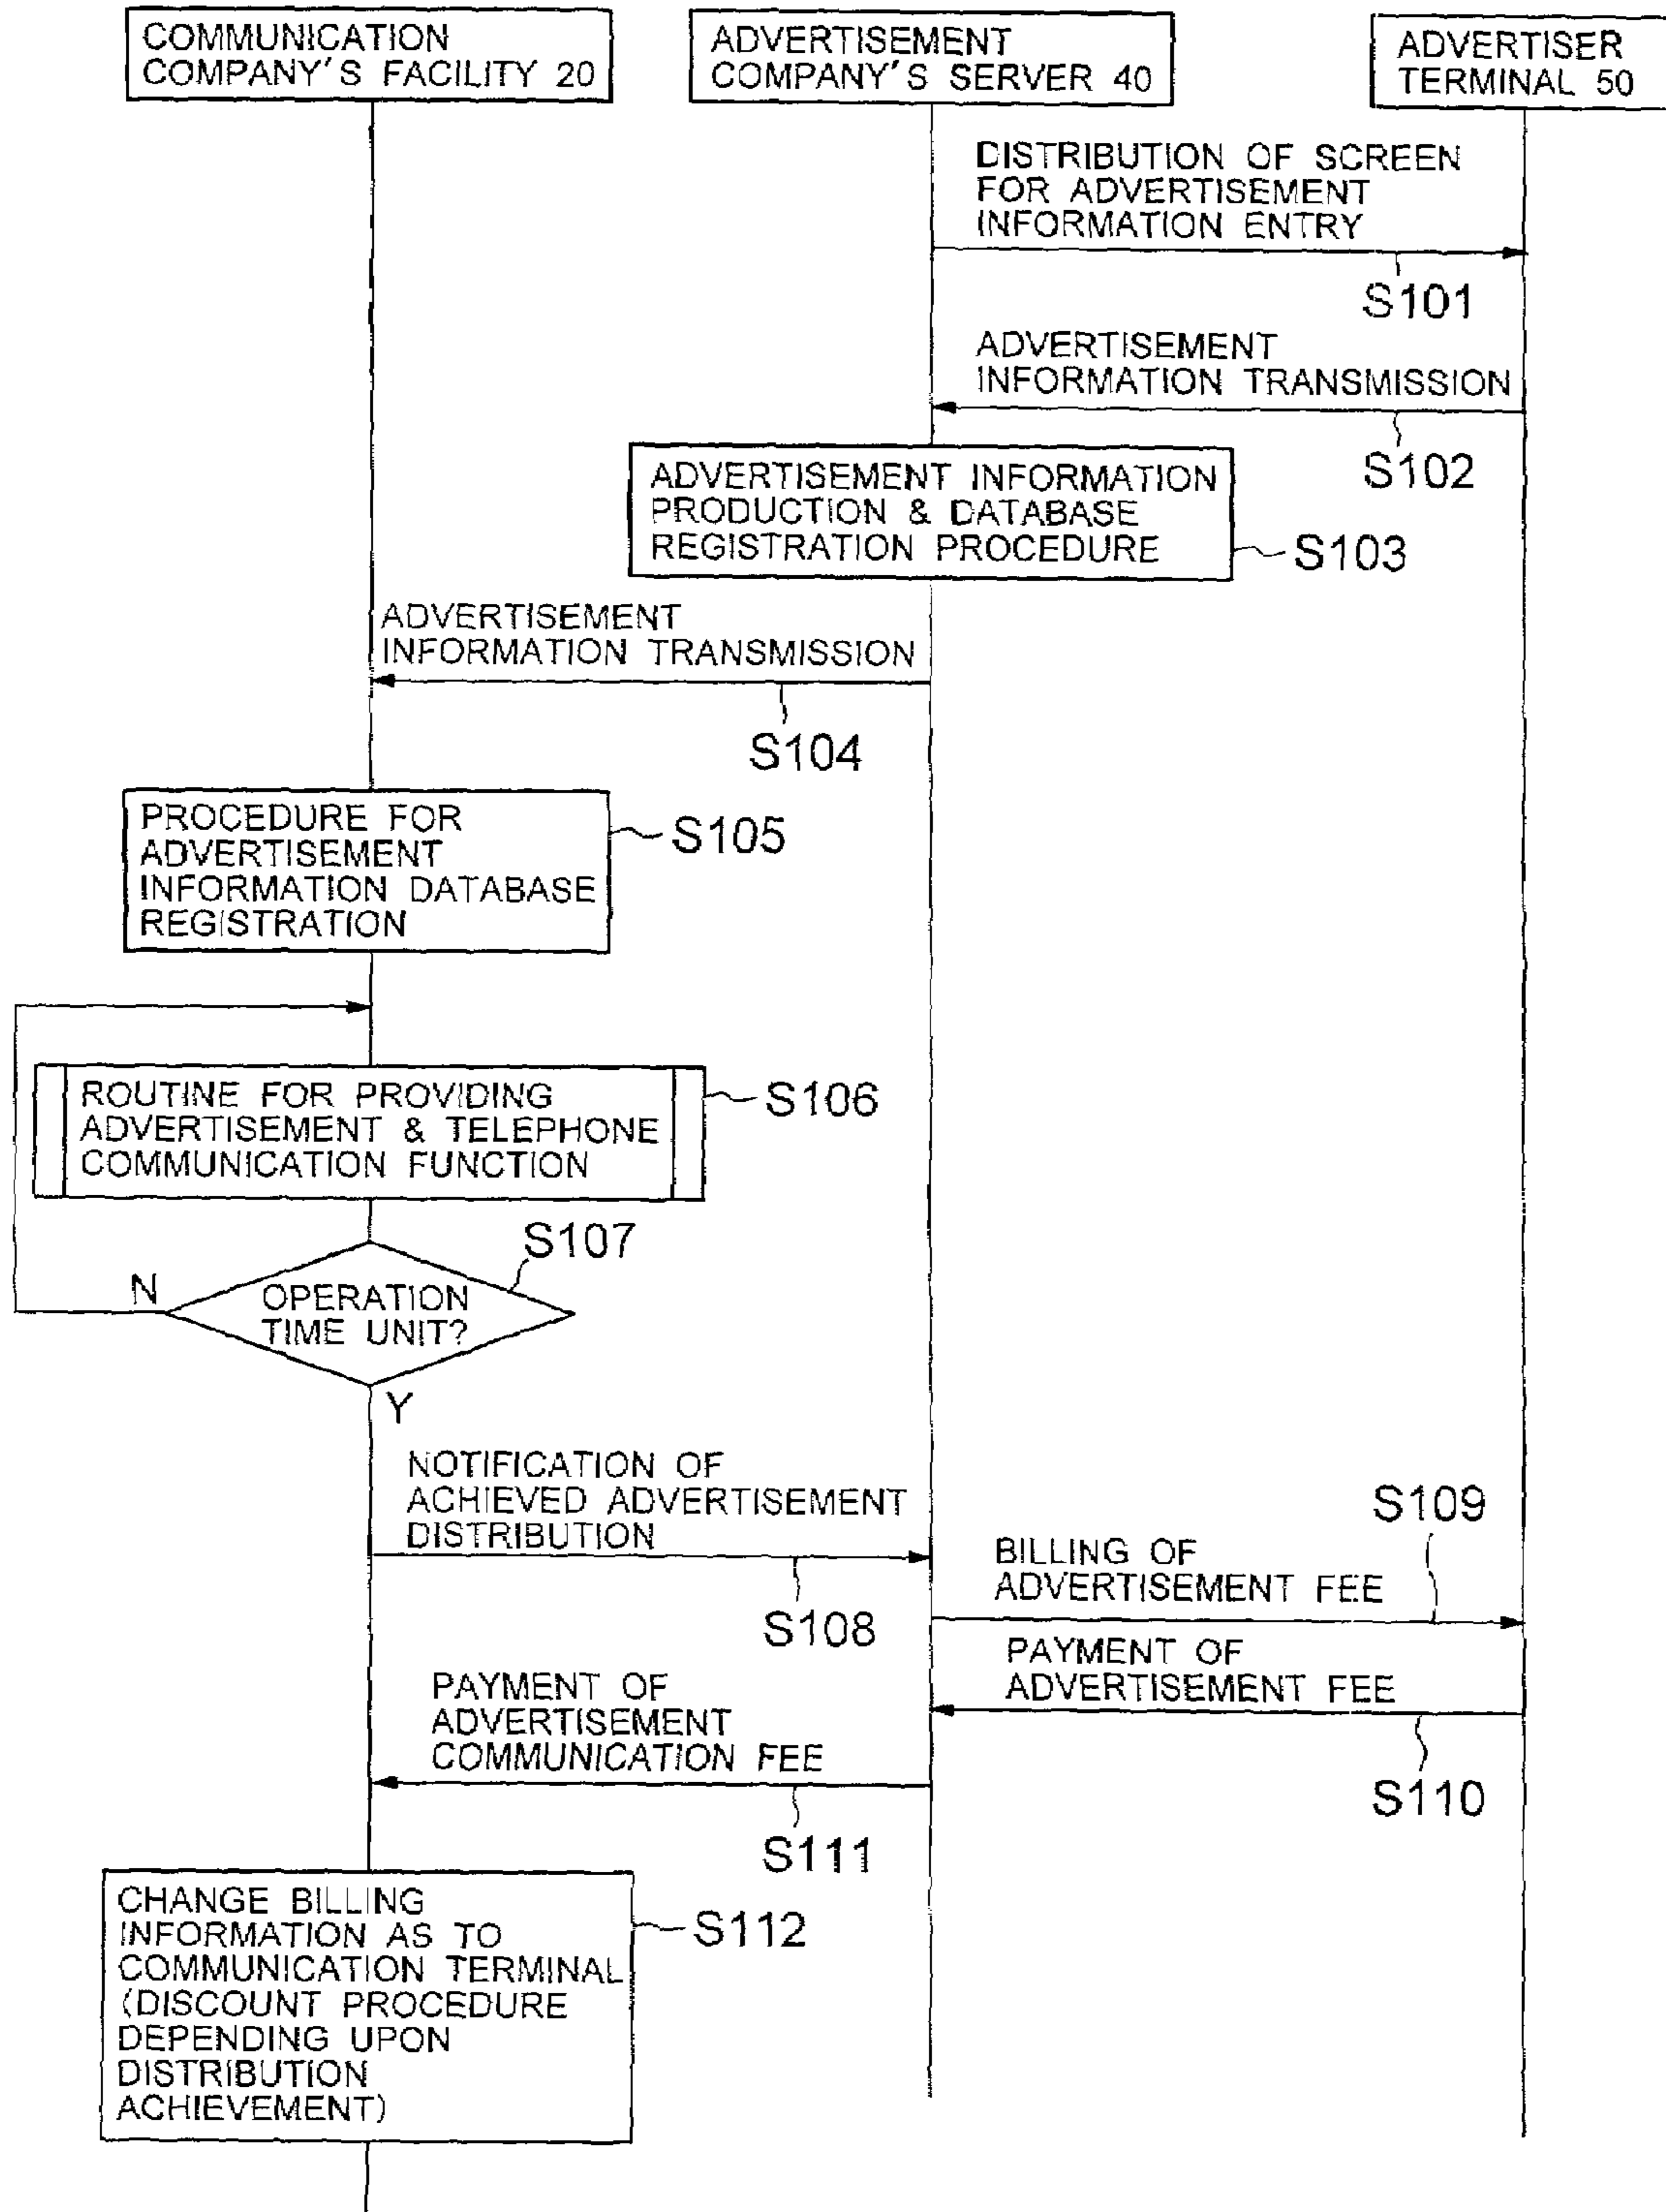 COMMUNICATION
COMPANY'S FACILITY 20
ADVERTISEMENT
COMPANY'S SERVER 40
ADVERTISER
TERMINAL 50
DISTRIBUTION OF SCREEN
FOR ADVERTISEMENT
INFORMATION ENTRY
S101
ADVERTISEMENT
INFORMATION TRANSMISSION
S102
ADVERTISEMENT INFORMATION
PRODUCTION & DATABASE
REGISTRATION PROCEDURE
S103
ADVERTISEMENT
INFORMATION TRANSMISSION
S104
PROCEDURE FOR
ADVERTISEMENT
INFORMATION DATABASE
REGISTRATION
S105
ROUTINE FOR PROVIDING
ADVERTISEMENT & TELEPHONE
COMMUNICATION FUNCTION
S106
S107
N
OPERATION
TIME UNIT?
Y
NOTIFICATION OF
ACHIEVED ADVERTISEMENT
DISTRIBUTION
S108
S109
BILLING OF
ADVERTISEMENT FEE
PAYMENT OF
ADVERTISEMENT FEE
S110
PAYMENT OF
ADVERTISEMENT
COMMUNICATION FEE
S111
CHANGE BILLING
INFORMATION AS TO
COMMUNICATION TERMINAL
(DISCOUNT PROCEDURE
DEPENDING UPON
DISTRIBUTION
ACHIEVEMENT)
S112